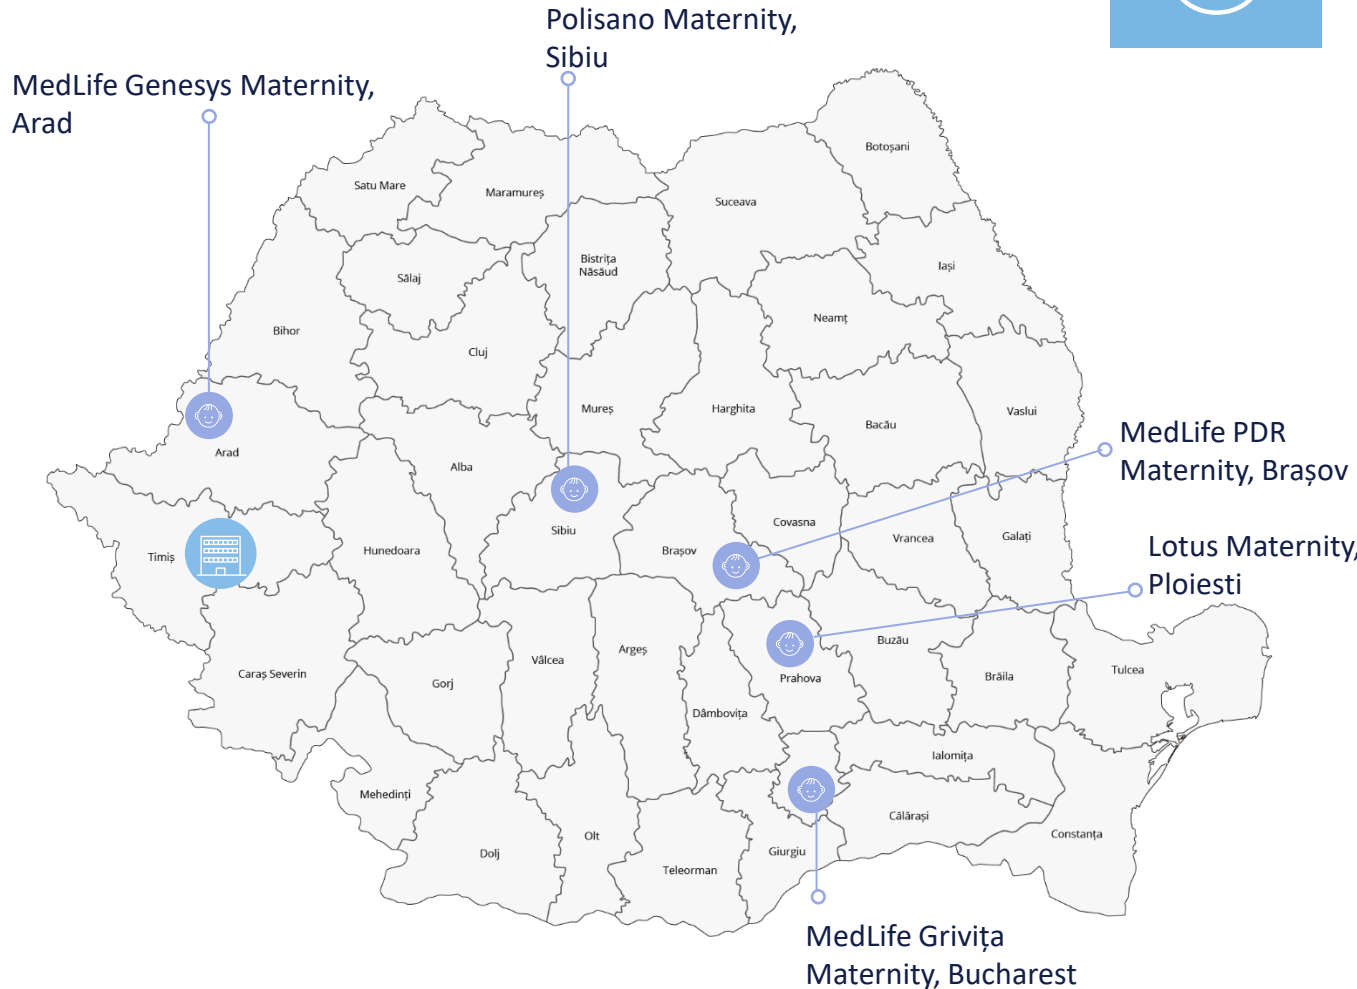 Polisano Maternity,
Sibiu
MedLife Genesys Maternity,
Arad
Botoșani
Satu Mare
Maramureș
Suceava
Bistrița
Năsăud
Iași
Sălaj
Neamț
Bihor
Cluj
Mureș
Harghita
Vaslui
Bacău
MedLife PDR
Maternity, Brașov
Arad
Alba
Sibiu
Covasna
Timiș
Hunedoara
Brașov
Vrancea
Galați
Lotus Maternity,
Ploiesti
Buzău
Argeș
Vâlcea
Caraș Severin
Gorj
Prahova
Brăila
Tulcea
Dâmbovița
Ialomița
Mehedinți
Călărași
Constanța
Olt
Dolj
Giurgiu
Teleorman
MedLife Grivița
Maternity, Bucharest